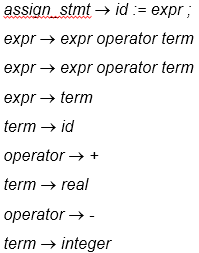 assign_stmt → id := expr ;
expr → expr operator term
expr → expr operator term
expr → term
term → id
operator → +
term → real
operator → -
term → integer